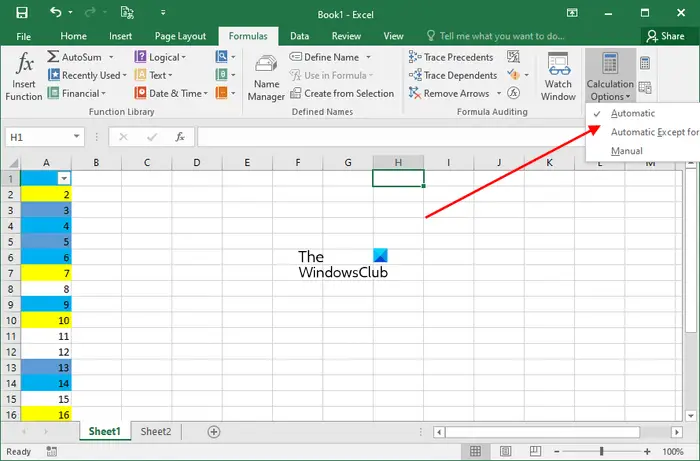 Book1 - Excel
File Home Insert Page Layout Formulas Data Review View Tell me what you want to do... Share
fx
Insert
Function
AutoSum
Recently Used
Financial
Logical
Text
Date & Time
Function Library
Name
Manager
Define Name
Use in Formula
Create from Selection
Defined Names
Trace Precedents
Trace Dependents
Remove Arrows
Formula Auditing
Watch
Window
Calculation
Options
Automatic
Automatic Except for
Manual
H1
fx
A B C D E F G H I J K L M
1
2 2
3 3
4 4
5 5
6 6
7 7
8 8
9 9
10 10
11 11
12 12
13 13
14 14
15 15
16 16
The
WindowsClub
Sheet1 Sheet2
Ready
100%